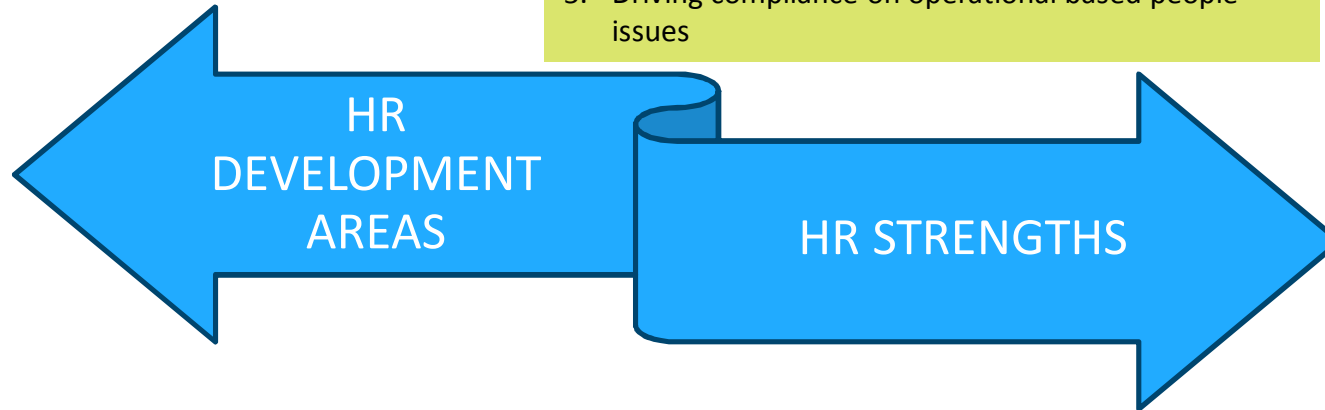 Driving compliance on operational based people
issues
HR
DEVELOPMENT
AREAS
HR STRENGTHS